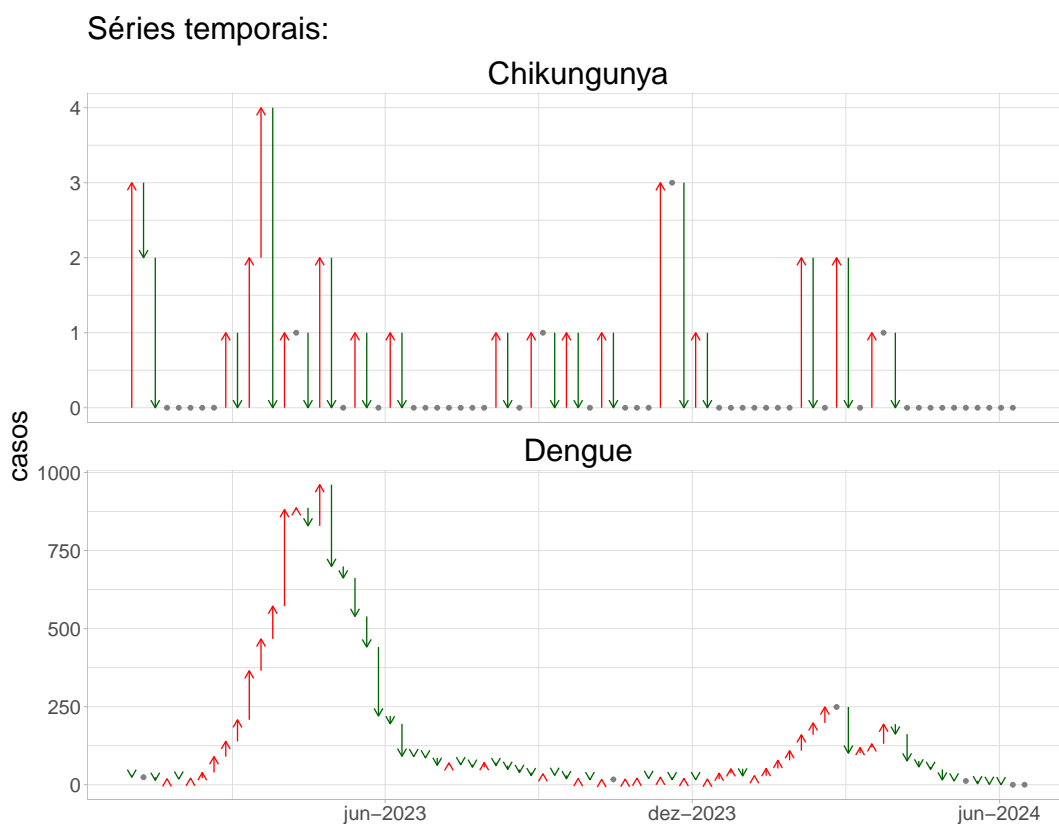 Séries temporais:
Chikungunya
4
3
2
1
0
casos
Dengue
1000
750
500
250
0
jun−2023
dez−2023
jun−2024